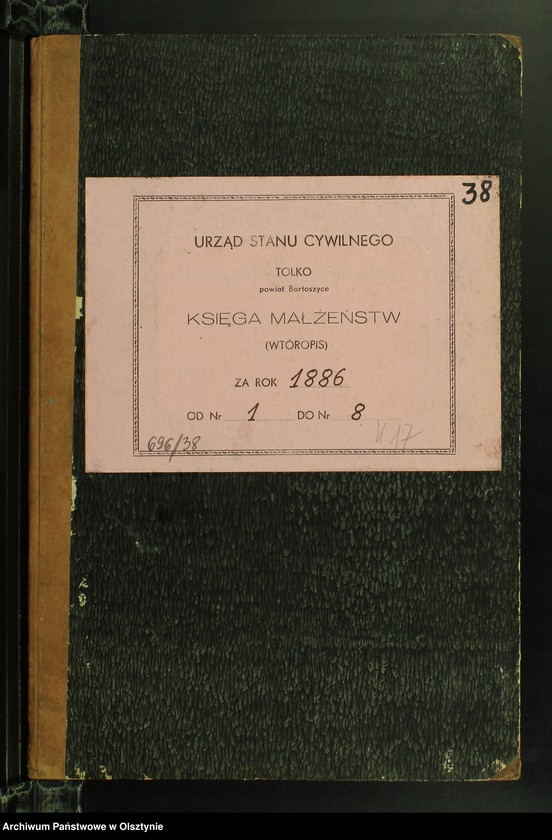 38
URZĄD STANU CYWILNEGO
TOLKO
powiat Bartoszyce
KSIĘGA MAŁŻEŃSTW
(WTÓROPIS)
ZA ROK 1886
OD Nr 1 DO Nr 8
696/38
17
Archiwum Państwowe w Olsztynie